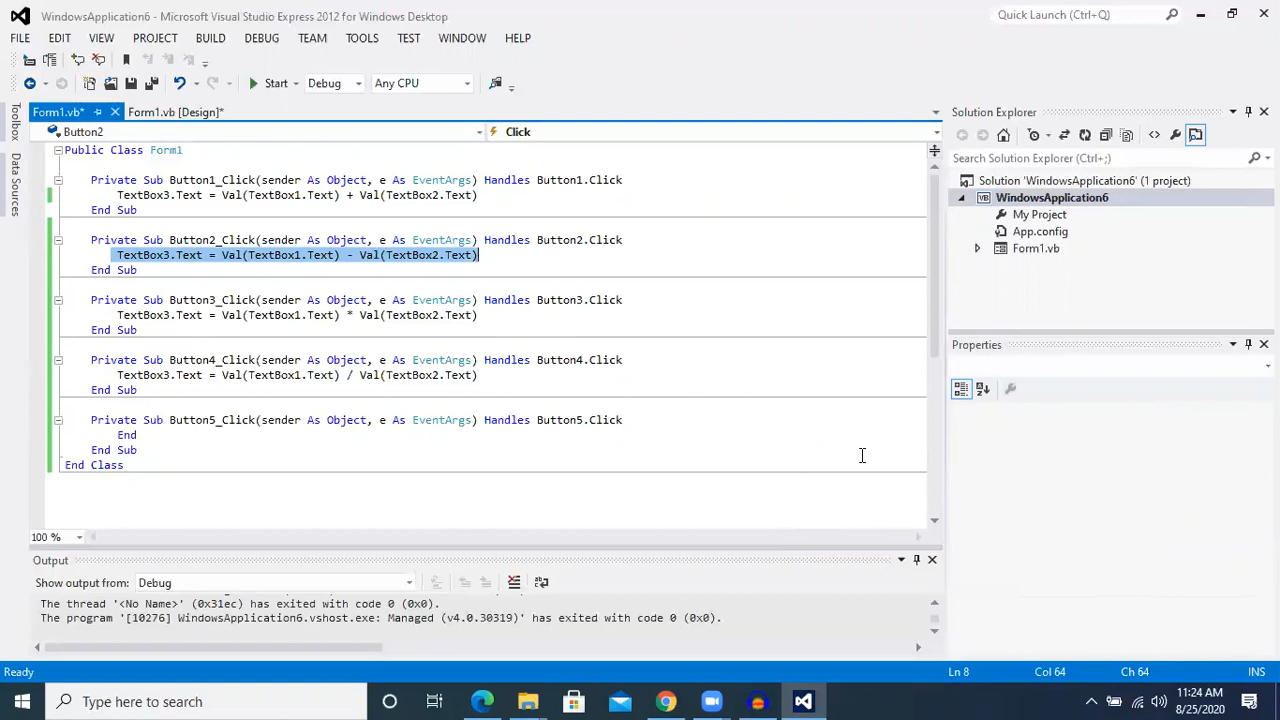 WindowsApplication6 - Microsoft Visual Studio Express 2012 for Windows Desktop
Quick Launch (Ctrl+Q)
FILE EDIT VIEW PROJECT BUILD DEBUG TEAM TOOLS TEST WINDOW HELP
Start Debug Any CPU
Toolbox
Data Sources
Form1.vb* Form1.vb [Design]*
Button2 Click
Public Class Form1
Private Sub Button1_Click(sender As Object, e As EventArgs) Handles Button1.Click
TextBox3.Text = Val(TextBox1.Text) + Val(TextBox2.Text)
End Sub
Private Sub Button2_Click(sender As Object, e As EventArgs) Handles Button2.Click
TextBox3.Text = Val(TextBox1.Text) - Val(TextBox2.Text)
End Sub
Private Sub Button3_Click(sender As Object, e As EventArgs) Handles Button3.Click
TextBox3.Text = Val(TextBox1.Text) * Val(TextBox2.Text)
End Sub
Private Sub Button4_Click(sender As Object, e As EventArgs) Handles Button4.Click
TextBox3.Text = Val(TextBox1.Text) / Val(TextBox2.Text)
End Sub
Private Sub Button5_Click(sender As Object, e As EventArgs) Handles Button5.Click
End
End Sub
End Class
100 %
Solution Explorer
Search Solution Explorer (Ctrl+;)
Solution 'WindowsApplication6' (1 project)
VB WindowsApplication6
My Project
App.config
Form1.vb
Properties
Output
Show output from: Debug
The thread '<No Name>' (0x31ec) has exited with code 0 (0x0).
The program '[10276] WindowsApplication6.vshost.exe: Managed (v4.0.30319)' has exited with code 0 (0x0).
Ready Ln 8 Col 64 Ch 64 INS
Type here to search
11:24 AM
8/25/2020